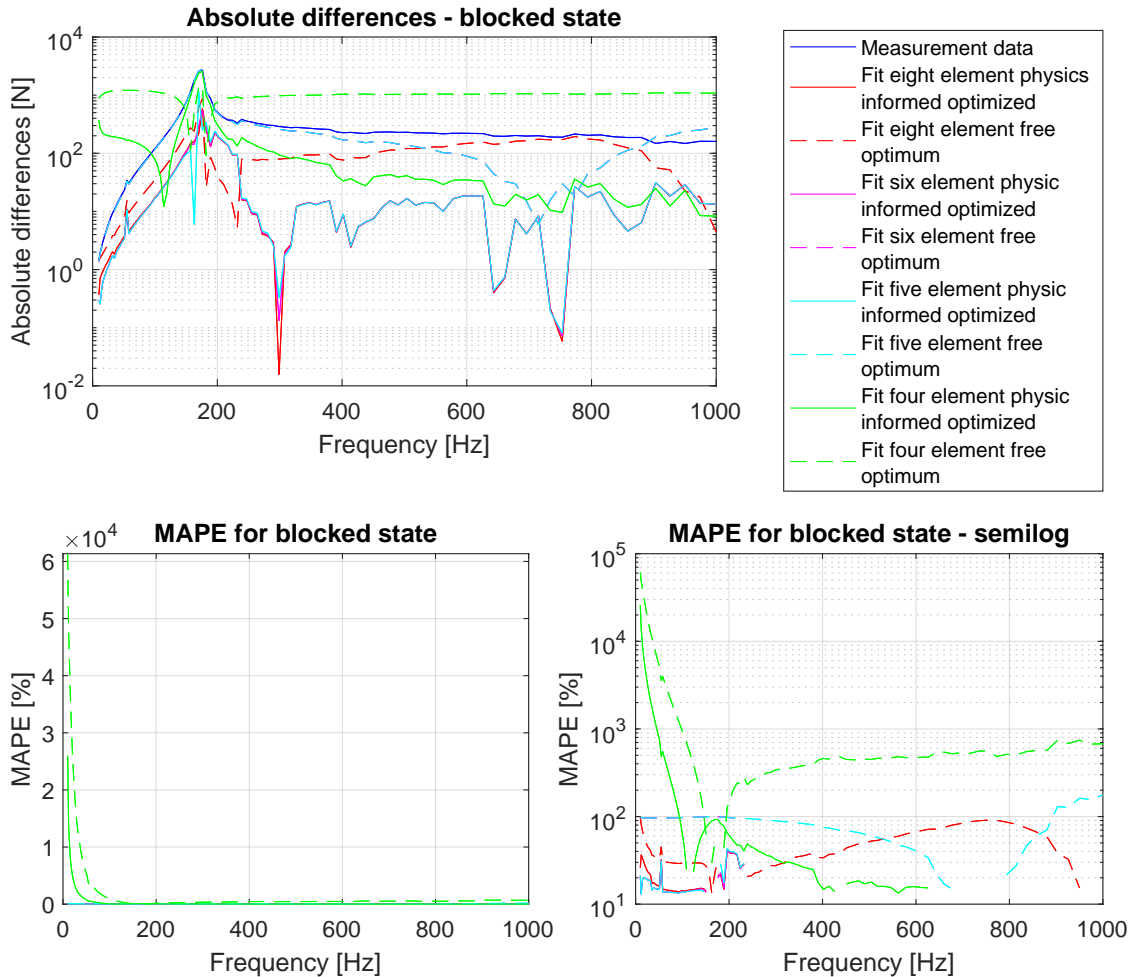 Absolute differences - blocked state
Absolute differences [N]
10^4
10^2
10^0
10^-2
0 200 400 600 800 1000
Frequency [Hz]
Measurement data
Fit eight element physics
informed optimized
Fit eight element free
optimum
Fit six element physic
informed optimized
Fit six element free
optimum
Fit five element physic
informed optimized
Fit five element free
optimum
Fit four element physic
informed optimized
Fit four element free
optimum
MAPE for blocked state
×10^4
MAPE [%]
6
5
4
3
2
1
0
0 200 400 600 800 1000
Frequency [Hz]
MAPE for blocked state - semilog
MAPE [%]
10^5
10^4
10^3
10^2
10^1
0 200 400 600 800 1000
Frequency [Hz]